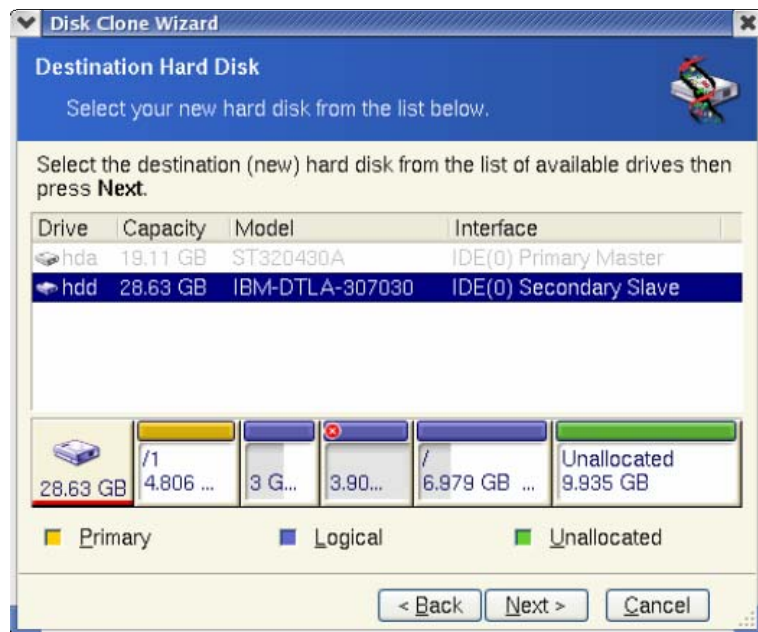 Disk Clone Wizard
Destination Hard Disk
Select your new hard disk from the list below.
Select the destination (new) hard disk from the list of available drives then
press Next.
Drive Capacity Model Interface
hda 19.11 GB ST320430A IDE(0) Primary Master
hdd 28.63 GB IBM-DTLA-307030 IDE(0) Secondary Slave
/1 / Unallocated
28.63 GB 4.806 ... 3 G... 3.90... 6.979 GB ... 9.935 GB
Primary Logical Unallocated
< Back Next > Cancel